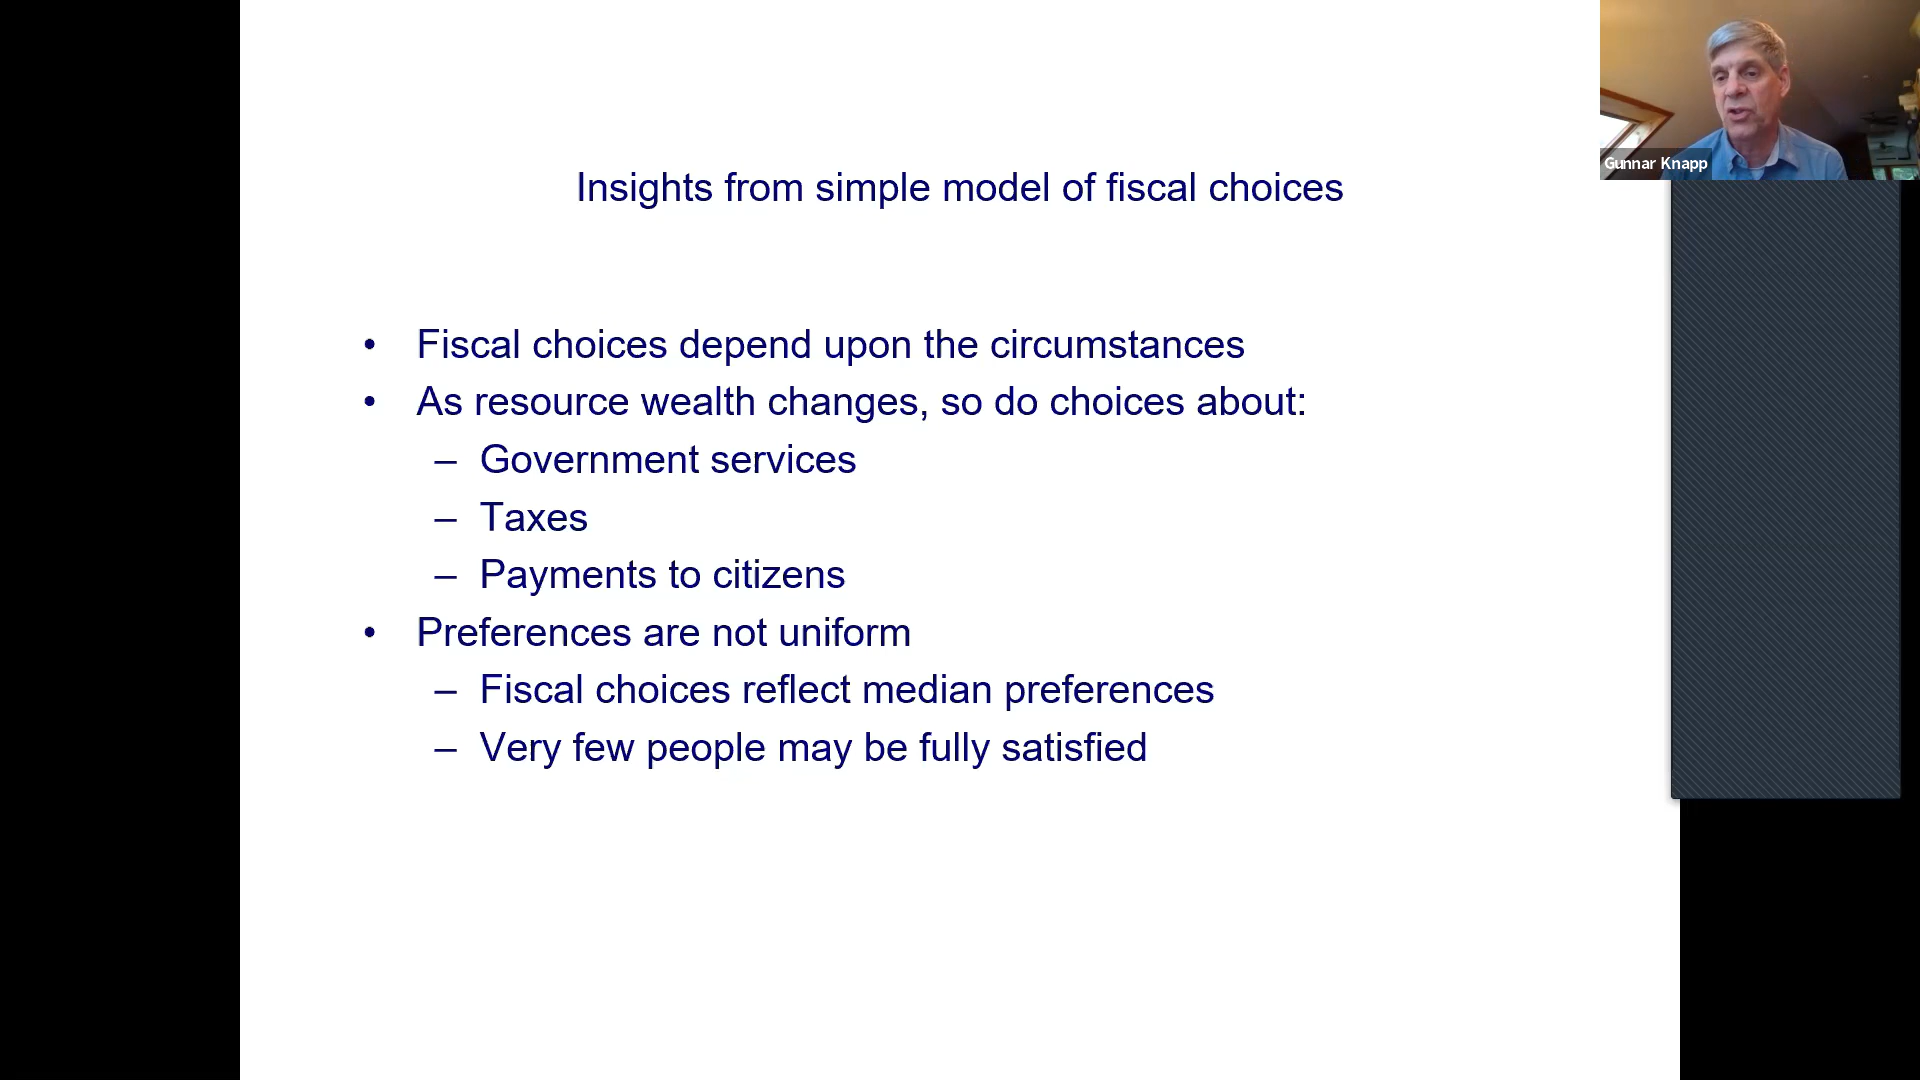 Gunnar Knapp
Insights from simple model of fiscal choices
• Fiscal choices depend upon the circumstances
• As resource wealth changes, so do choices about:
– Government services
– Taxes
– Payments to citizens
• Preferences are not uniform
– Fiscal choices reflect median preferences
– Very few people may be fully satisfied